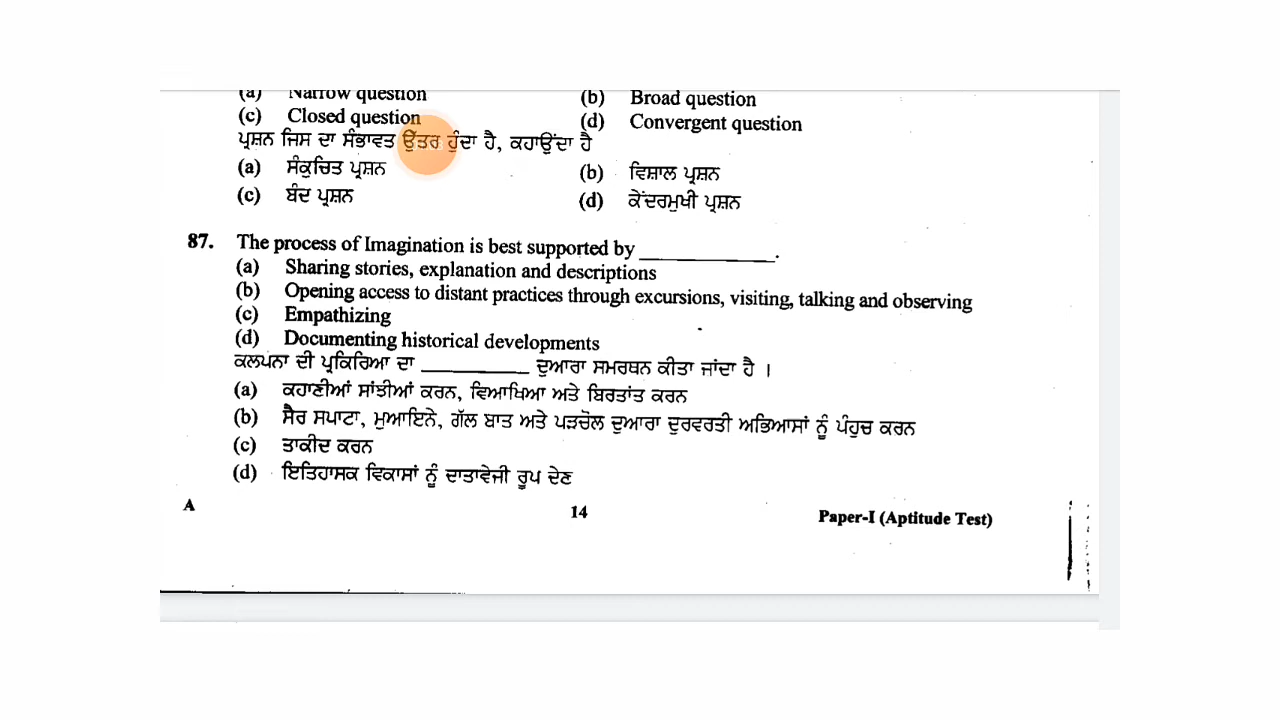 (a) Narrow question (b) Broad question
(c) Closed question (d) Convergent question
ਪ੍ਰਸ਼ਨ ਜਿਸ ਦਾ ਸੰਭਾਵਤ ਉੱਤਰ ਹੁੰਦਾ ਹੈ, ਕਹਾਉਂਦਾ ਹੈ
(a) ਸੰਕੁਚਿਤ ਪ੍ਰਸ਼ਨ (b) ਵਿਸ਼ਾਲ ਪ੍ਰਸ਼ਨ
(c) ਬੰਦ ਪ੍ਰਸ਼ਨ (d) ਕੇਂਦਰਮੁਖੀ ਪ੍ਰਸ਼ਨ
87. The process of Imagination is best supported by ____________.
(a) Sharing stories, explanation and descriptions
(b) Opening access to distant practices through excursions, visiting, talking and observing
(c) Empathizing
(d) Documenting historical developments
ਕਲਪਨਾ ਦੀ ਪ੍ਰਕਿਰਿਆ ਦਾ ____________ ਦੁਆਰਾ ਸਮਰਥਨ ਕੀਤਾ ਜਾਂਦਾ ਹੈ ।
(a) ਕਹਾਣੀਆਂ ਸਾਂਝੀਆਂ ਕਰਨ, ਵਿਆਖਿਆ ਅਤੇ ਬਿਰਤਾਂਤ ਕਰਨ
(b) ਸੈਰ ਸਪਾਟਾ, ਮੁਆਇਨੇ, ਗੱਲ ਬਾਤ ਅਤੇ ਪੜਚੋਲ ਦੁਆਰਾ ਦੁਰਵਰਤੀ ਅਭਿਆਸਾਂ ਨੂੰ ਪੰਹੁਚ ਕਰਨ
(c) ਤਾਕੀਦ ਕਰਨ
(d) ਇਤਿਹਾਸਕ ਵਿਕਾਸਾਂ ਨੂੰ ਦਾਤਾਵੇਜੀ ਰੂਪ ਦੇਣ
A 14 Paper-I (Aptitude Test)